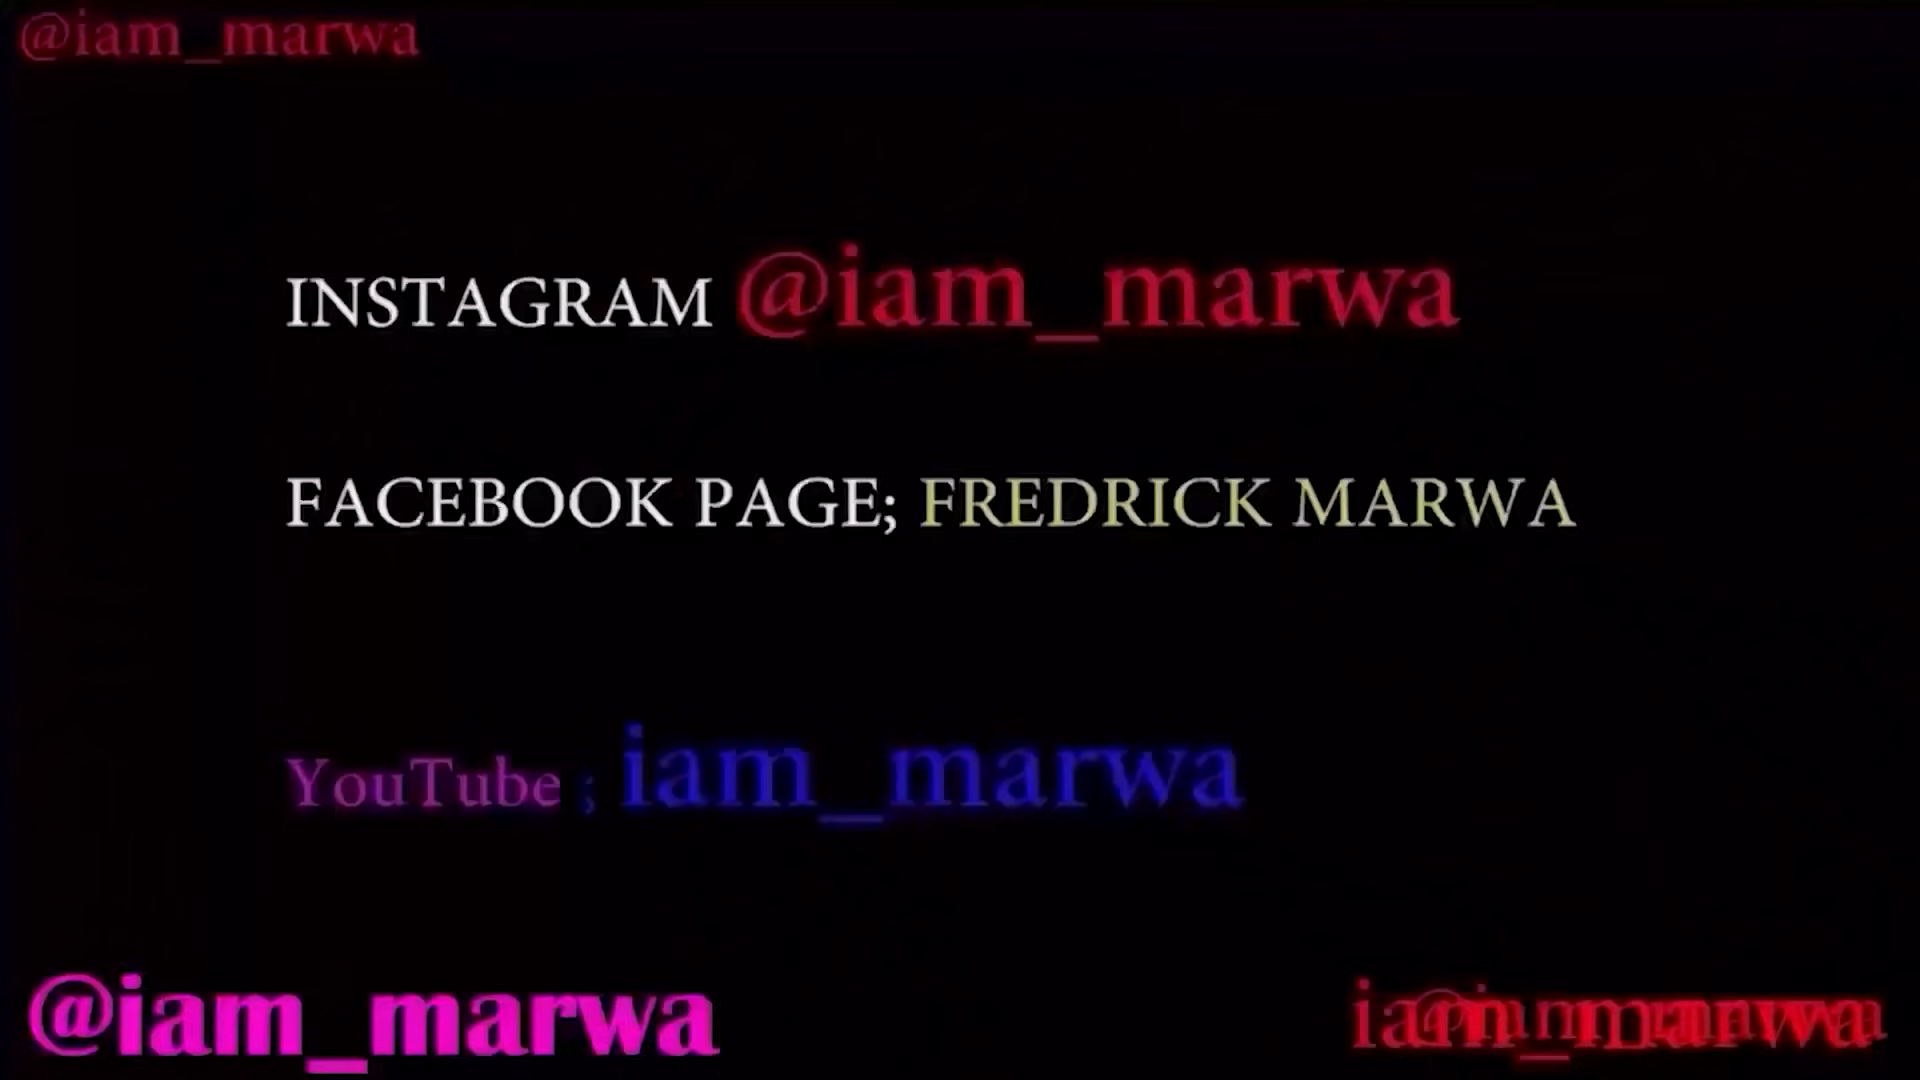 @iam_marwa
INSTAGRAM @iam_marwa
FACEBOOK PAGE; FREDRICK MARWA
YouTube ; iam_marwa
@iam_marwa